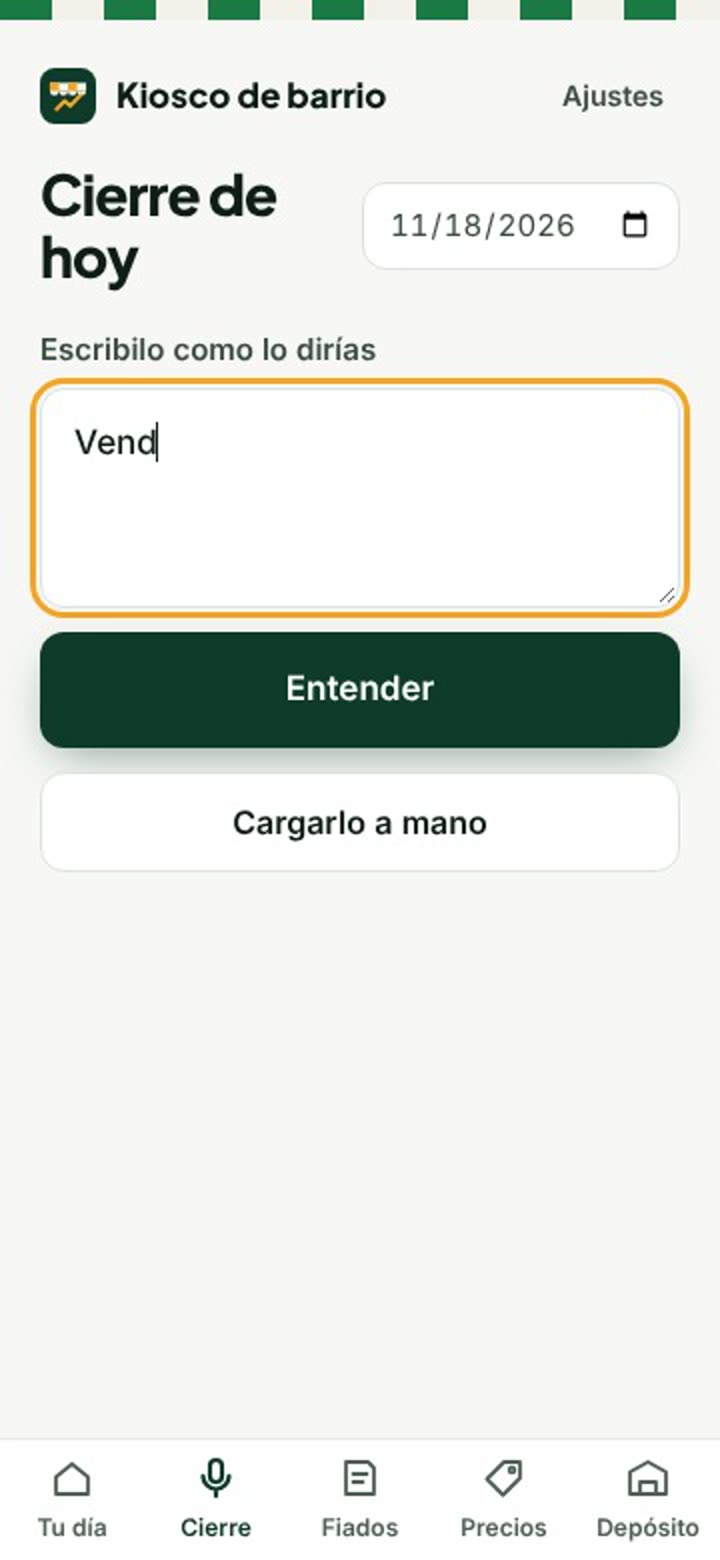 Kiosco de barrio
Ajustes
Cierre de
hoy
11/18/2026
Escribilo como lo dirías
Vend
Entender
Cargarlo a mano
Tu día
Cierre
Fiados
Precios
Depósito